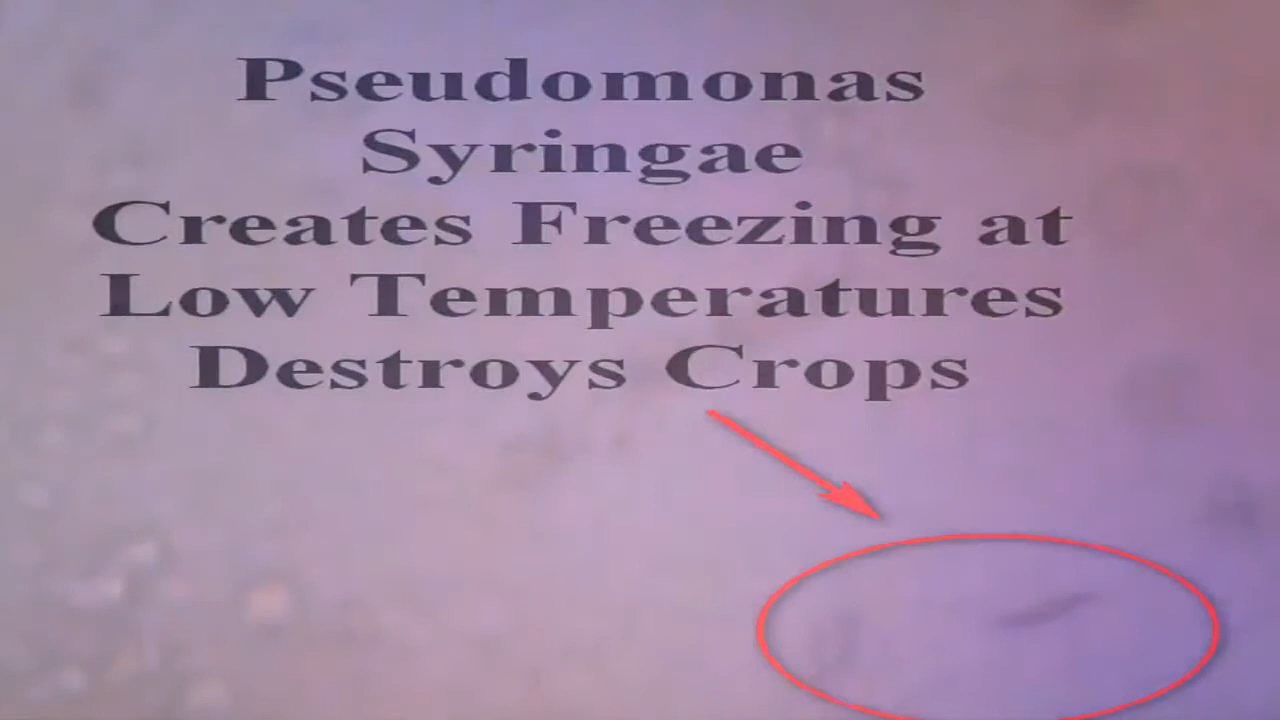 Pseudomonas
Syringae
Creates Freezing at
Low Temperatures
Destroys Crops